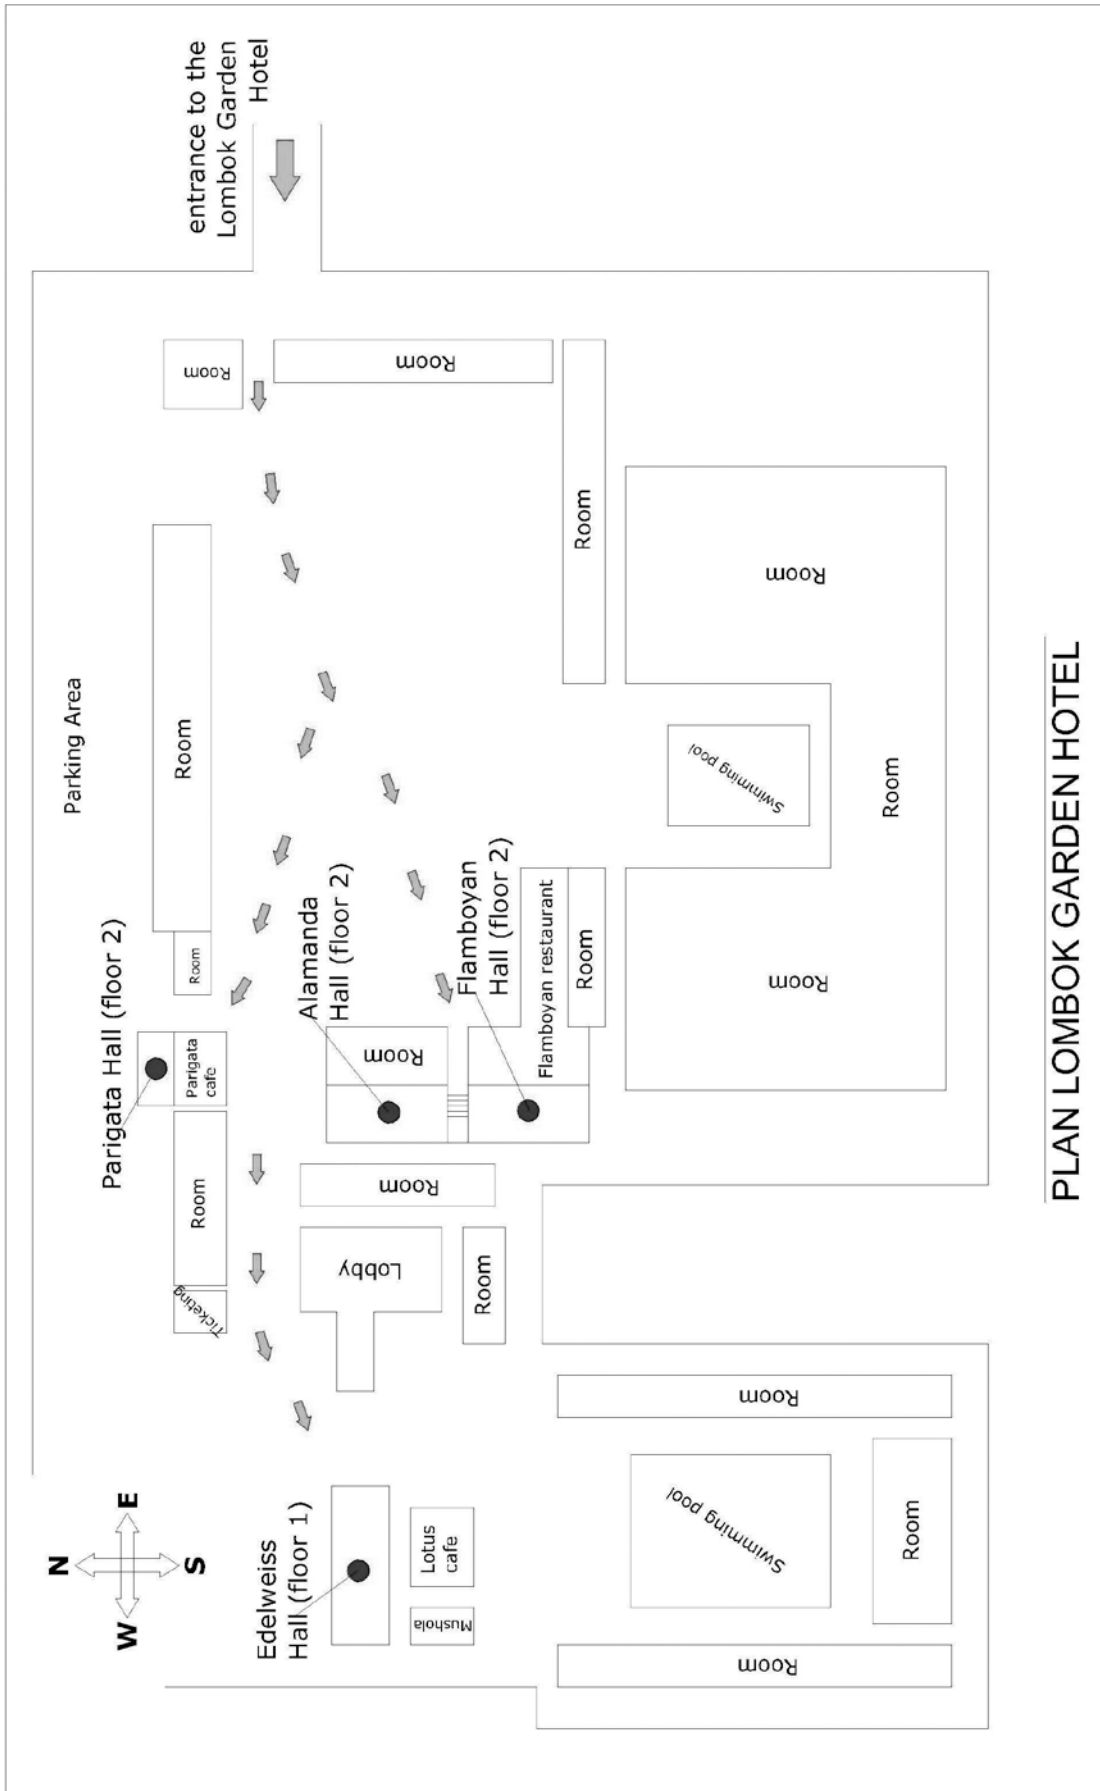 N
W
E
S
Parking Area
entrance to the
Lombok Garden
Hotel
Parigata Hall (floor 2)
Room
Room
Room
Ticketing
Room
Parigata
cafe
Alamanda
Hall (floor 2)
Edelweiss
Hall (floor 1)
Lobby
Room
Room
Room
Lotus
cafe
Mushola
Room
Flamboyan
Hall (floor 2)
Flamboyan restaurant
Room
Room
Room
Swimming pool
Room
Room
Room
Swimming pool
Room
Room
Room
PLAN LOMBOK GARDEN HOTEL